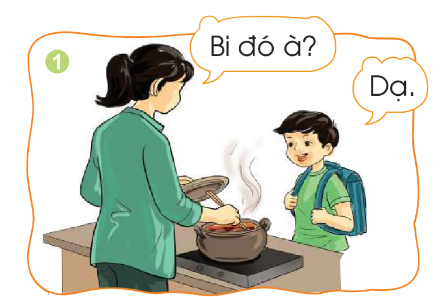 1
Bi đó à?
Dạ.